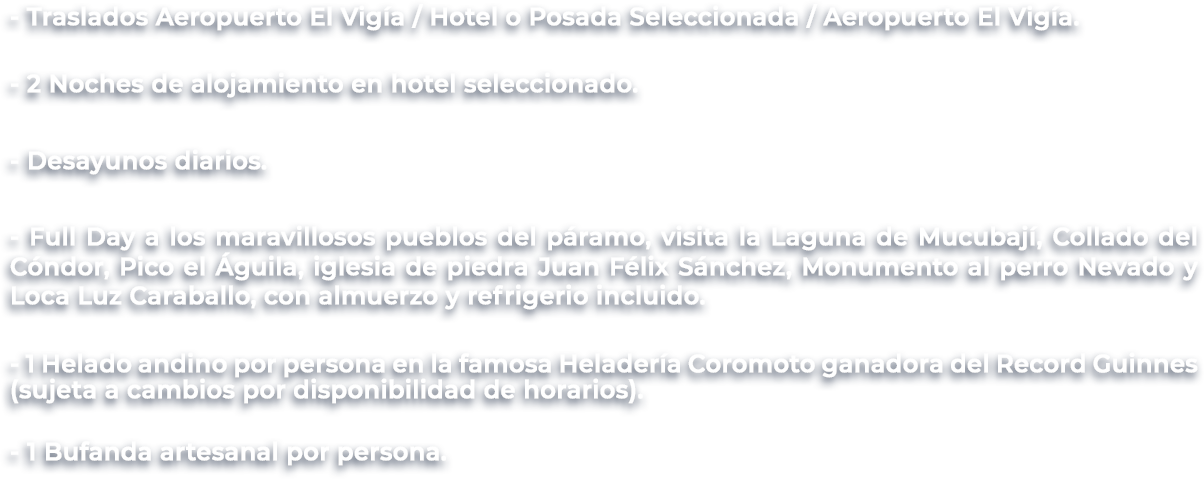 - Traslados Aeropuerto El Vigía / Hotel o Posada Seleccionada / Aeropuerto El Vigía.
- 2 Noches de alojamiento en hotel seleccionado.
- Desayunos diarios.
- Full Day a los maravillosos pueblos del páramo, visita la Laguna de Mucubají, Collado del
Cóndor, Pico el Águila, iglesia de piedra Juan Félix Sánchez, Monumento al perro Nevado y
Loca Luz Caraballo, con almuerzo y refrigerio incluido.
- 1 Helado andino por persona en la famosa Heladería Coromoto ganadora del Record Guinnes
(sujeta a cambios por disponibilidad de horarios).
- 1 Bufanda artesanal por persona.